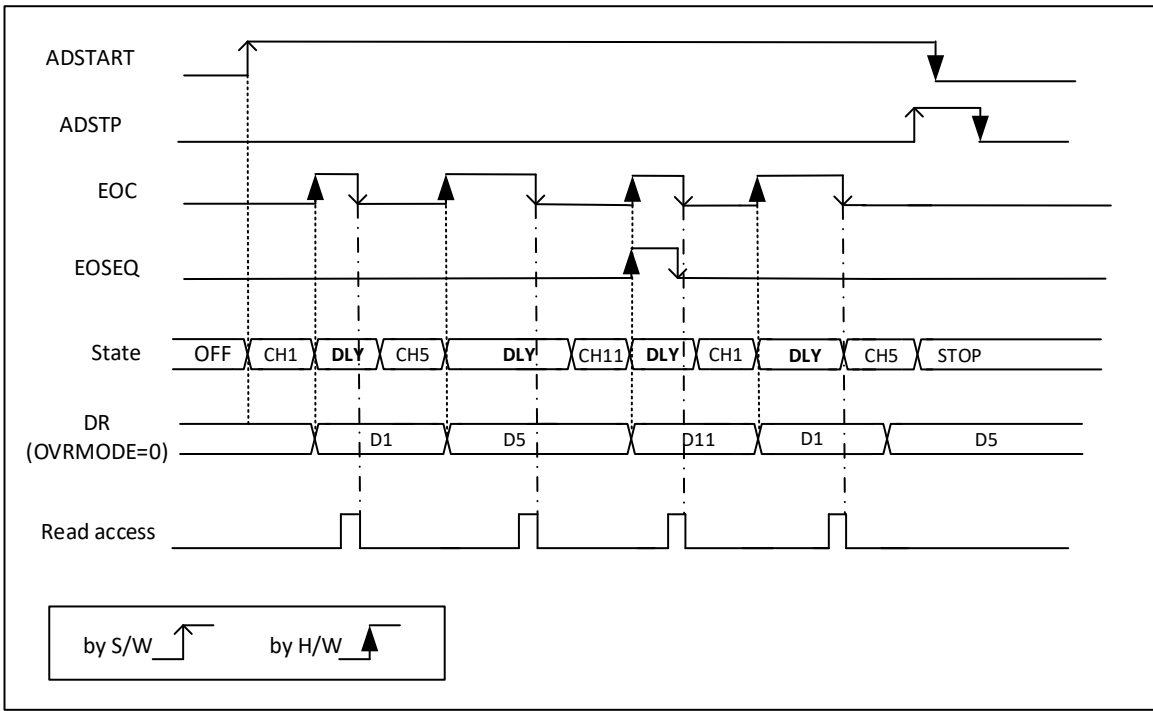 ADSTART
ADSTP
EOC
EOSEQ
State OFF CH1 DLY CH5 DLY CH11 DLY CH1 DLY CH5 STOP
DR
(OVRMODE=0) D1 D5 D11 D1 D5
Read access
by S/W by H/W